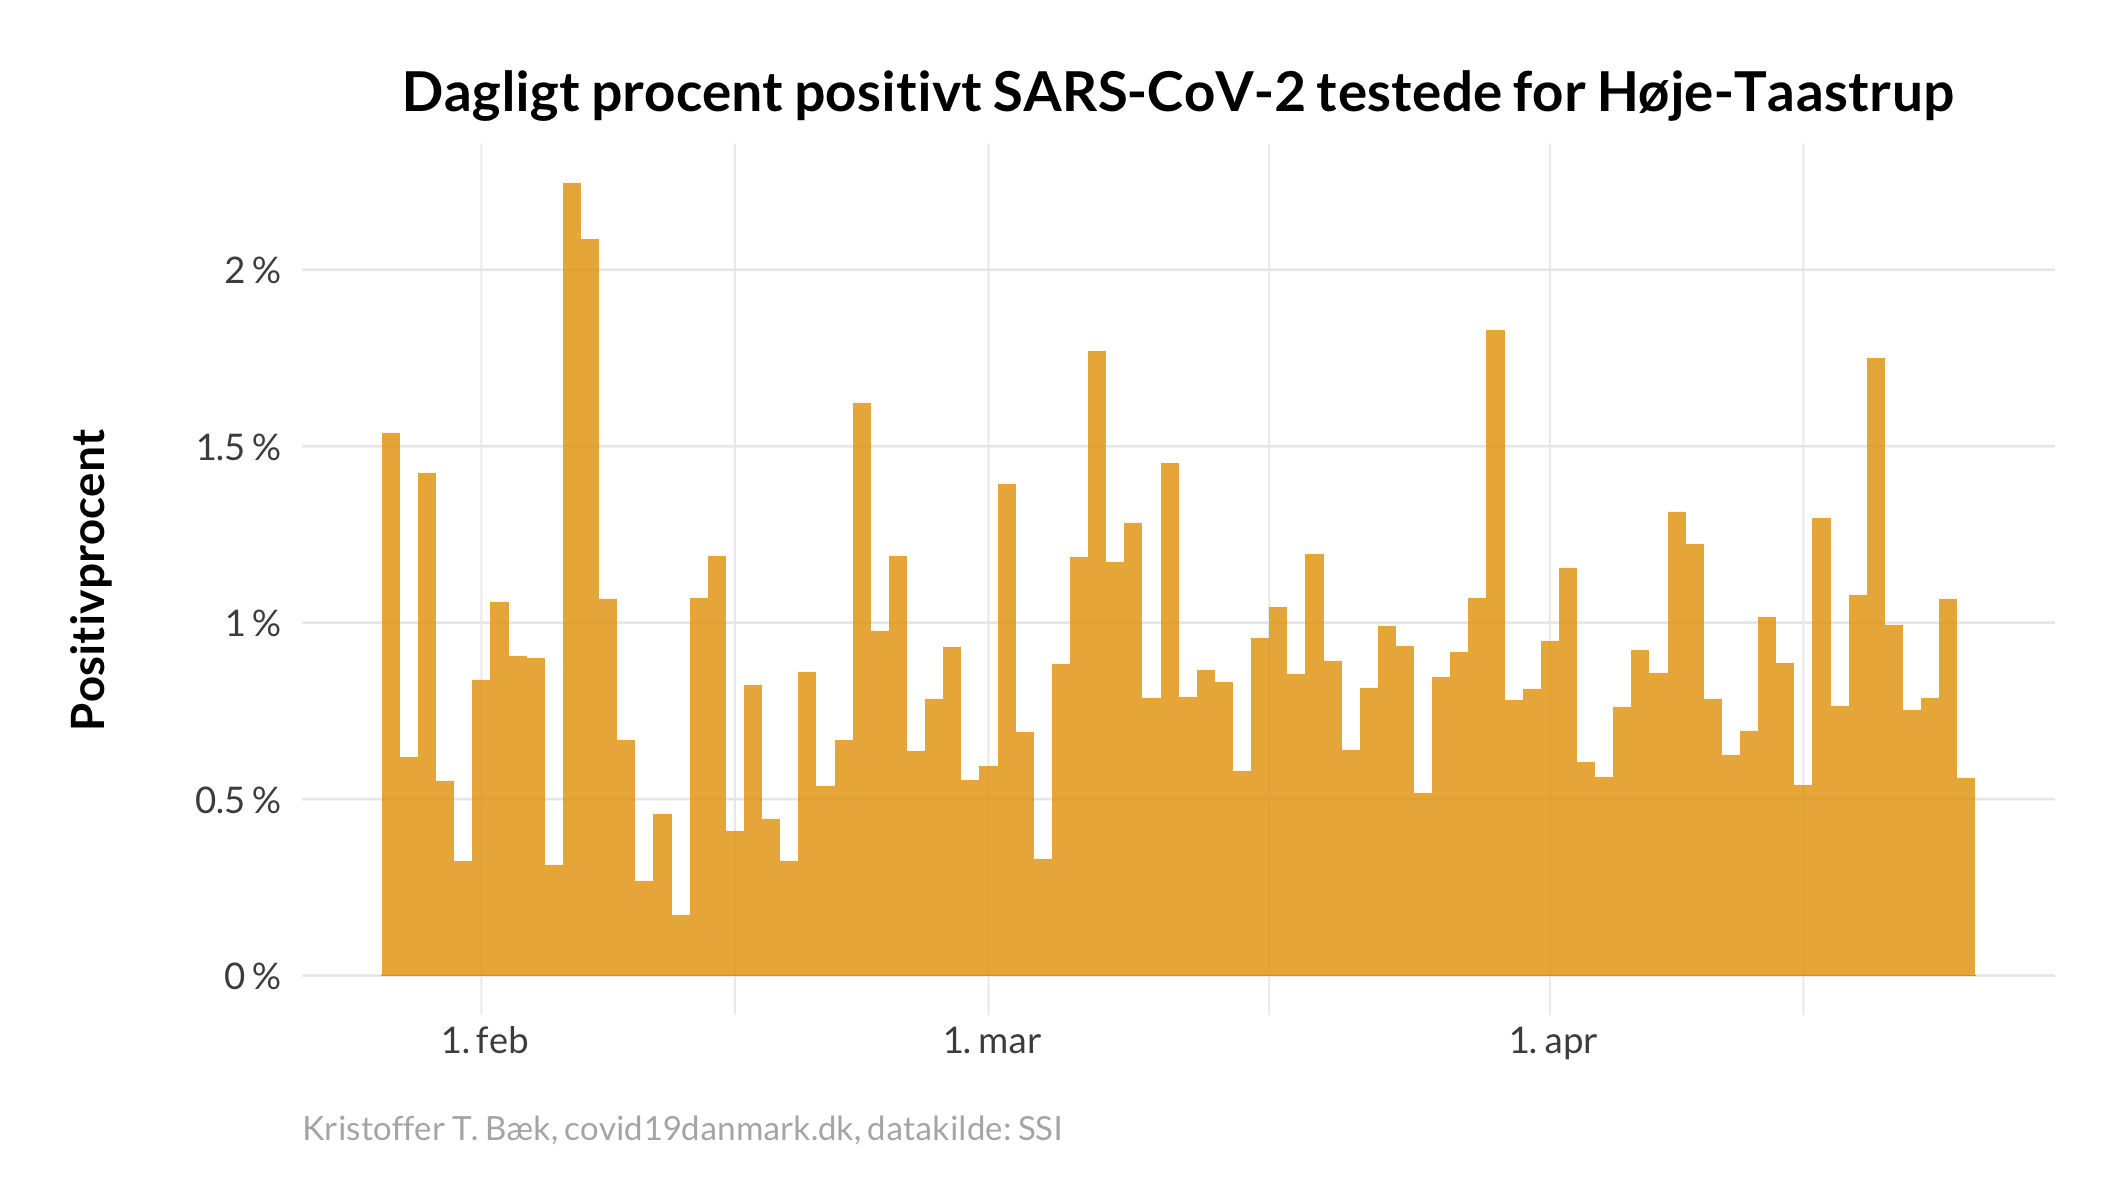 Dagligt procent positivt SARS-CoV-2 testede for Høje-Taastrup
Positivprocent
2 %
1.5 %
1 %
0.5 %
0 %
1. feb
1. mar
1. apr
Kristoffer T. Bæk, covid19danmark.dk, datakilde: SSI